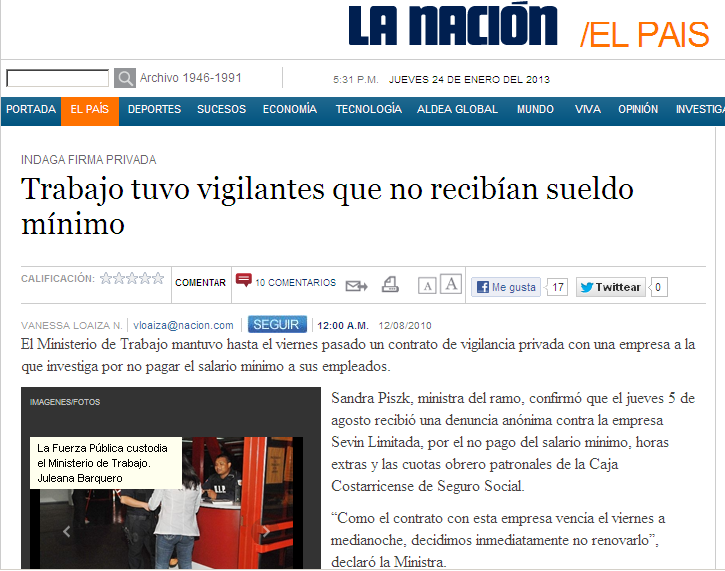 LA NACIÓN
/EL PAIS
Archivo 1946-1991
5:31 P.M. JUEVES 24 DE ENERO DEL 2013
PORTADA EL PAÍS DEPORTES SUCESOS ECONOMÍA TECNOLOGÍA ALDEA GLOBAL MUNDO VIVA OPINIÓN INVESTIGA
INDAGA FIRMA PRIVADA
Trabajo tuvo vigilantes que no recibían sueldo
mínimo
CALIFICACIÓN: COMENTAR 10 COMENTARIOS A A Me gusta 17 Twittear 0
VANESSA LOAIZA N. vloaiza@nacion.com SEGUIR 12:00 A.M. 12/08/2010
El Ministerio de Trabajo mantuvo hasta el viernes pasado un contrato de vigilancia privada con una empresa a la
que investiga por no pagar el salario mínimo a sus empleados.
IMAGENES/FOTOS
La Fuerza Pública custodia
el Ministerio de Trabajo.
Juleana Barquero
Sandra Piszk, ministra del ramo, confirmó que el jueves 5 de
agosto recibió una denuncia anónima contra la empresa
Sevin Limitada, por el no pago del salario mínimo, horas
extras y las cuotas obrero patronales de la Caja
Costarricense de Seguro Social.
“Como el contrato con esta empresa vencia el viernes a
medianoche, decidimos inmediatamente no renovarlo”,
declaró la Ministra.